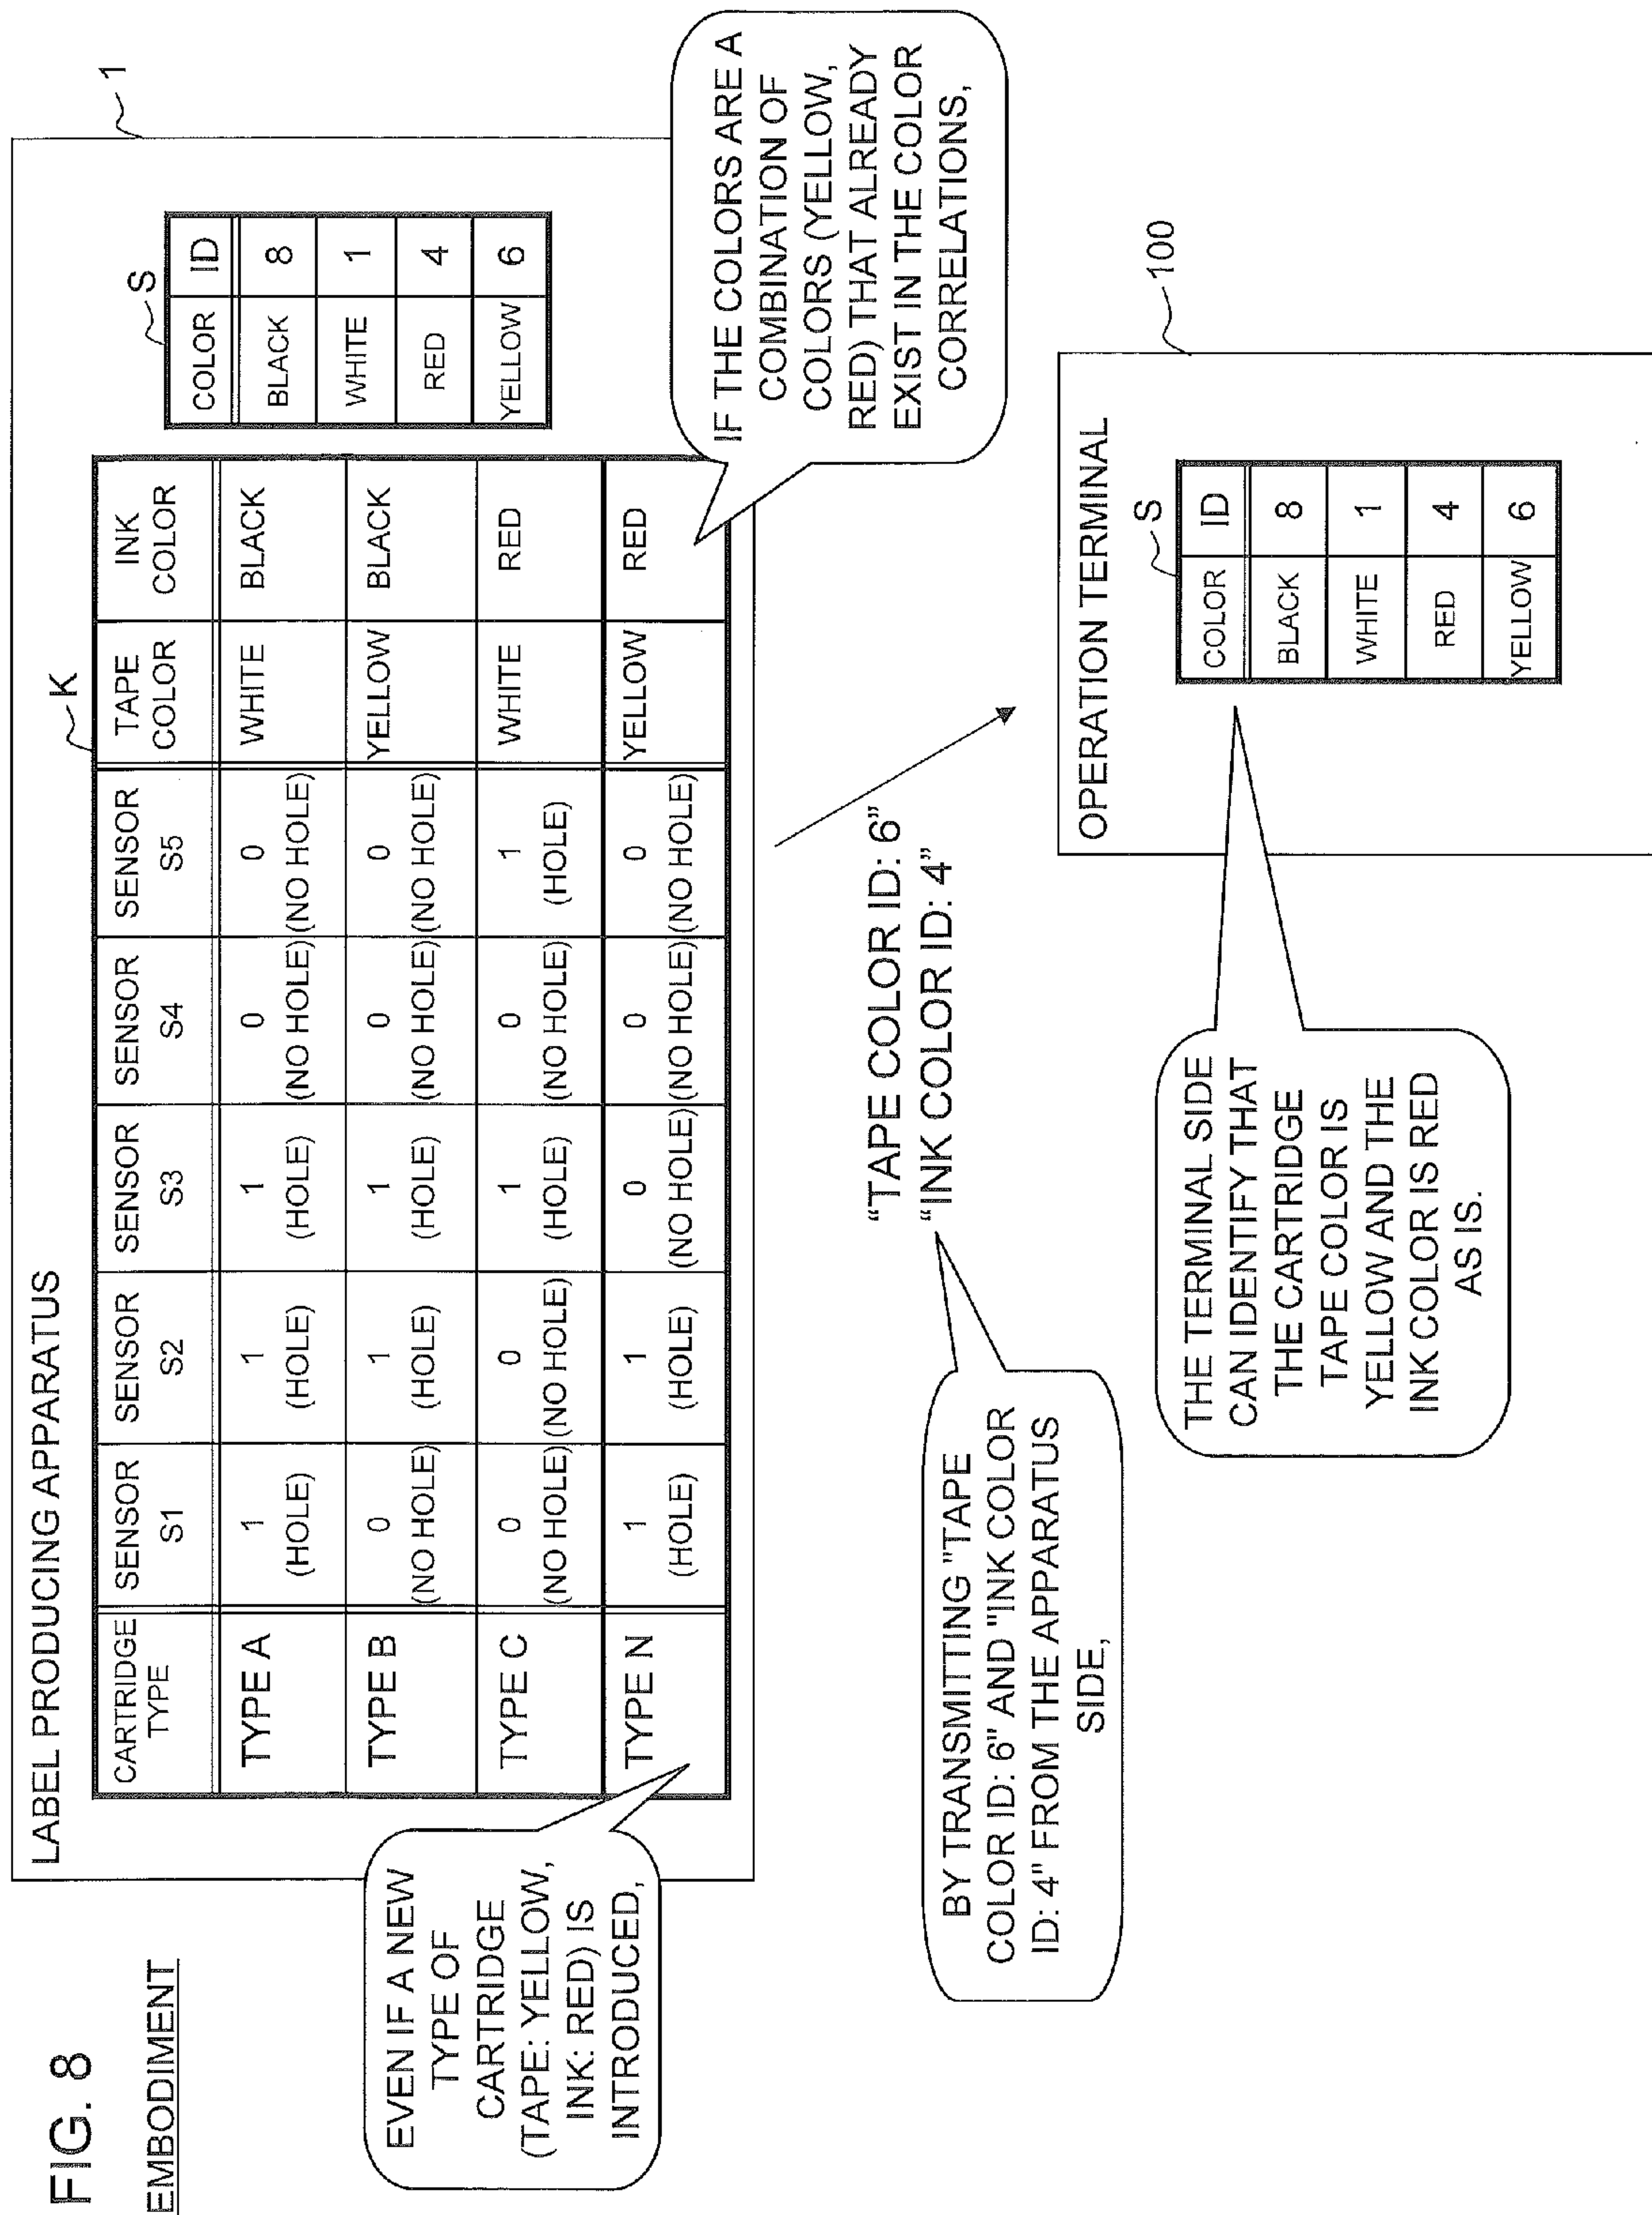 FIG. 8
EMBODIMENT
LABEL PRODUCING APPARATUS
1
K
CARTRIDGE TYPE SENSOR S1 SENSOR S2 SENSOR S3 SENSOR S4 SENSOR S5 TAPE COLOR INK COLOR
TYPE A 1 (HOLE) 1 (HOLE) 1 (HOLE) 0 (NO HOLE) 0 (NO HOLE) WHITE BLACK
TYPE B 0 (NO HOLE) 1 (HOLE) 1 (HOLE) 0 (NO HOLE) 0 (NO HOLE) YELLOW BLACK
TYPE C 0 (NO HOLE) 0 (NO HOLE) 1 (HOLE) 0 (NO HOLE) 1 (HOLE) WHITE RED
TYPE N 1 (HOLE) 1 (HOLE) 0 (NO HOLE) 0 (NO HOLE) 0 (NO HOLE) YELLOW RED
S
COLOR ID
BLACK 8
WHITE 1
RED 4
YELLOW 6
EVEN IF A NEW
TYPE OF
CARTRIDGE
(TAPE: YELLOW,
INK: RED) IS
INTRODUCED,
IF THE COLORS ARE A
COMBINATION OF
COLORS (YELLOW,
RED) THAT ALREADY
EXIST IN THE COLOR
CORRELATIONS,
"TAPE COLOR ID: 6"
"INK COLOR ID: 4"
BY TRANSMITTING "TAPE
COLOR ID: 6" AND "INK COLOR
ID: 4" FROM THE APPARATUS
SIDE,
OPERATION TERMINAL
100
S
COLOR ID
BLACK 8
WHITE 1
RED 4
YELLOW 6
THE TERMINAL SIDE
CAN IDENTIFY THAT
THE CARTRIDGE
TAPE COLOR IS
YELLOW AND THE
INK COLOR IS RED
AS IS.